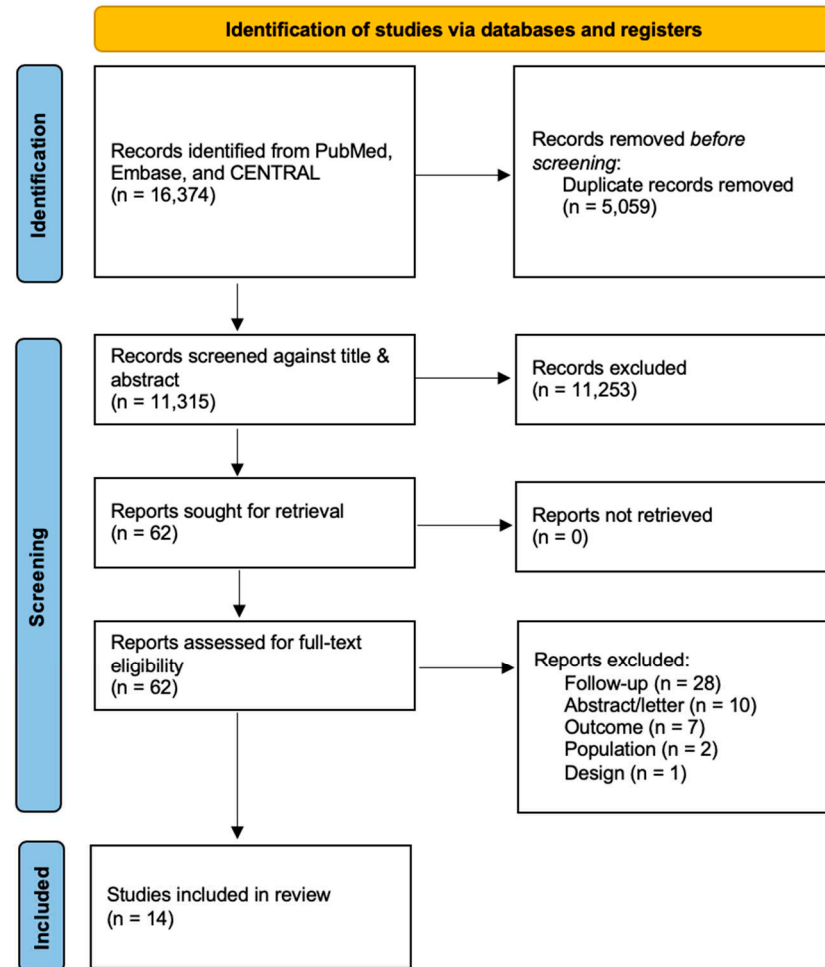 Identification of studies via databases and registers
Identification
Records identified from PubMed,
Embase, and CENTRAL
(n = 16,374)
Records removed before
screening:
Duplicate records removed
(n = 5,059)
Screening
Records screened against title &
abstract
(n = 11,315)
Records excluded
(n = 11,253)
Reports sought for retrieval
(n = 62)
Reports not retrieved
(n = 0)
Reports assessed for full-text
eligibility
(n = 62)
Reports excluded:
Follow-up (n = 28)
Abstract/letter (n = 10)
Outcome (n = 7)
Population (n = 2)
Design (n = 1)
Included
Studies included in review
(n = 14)